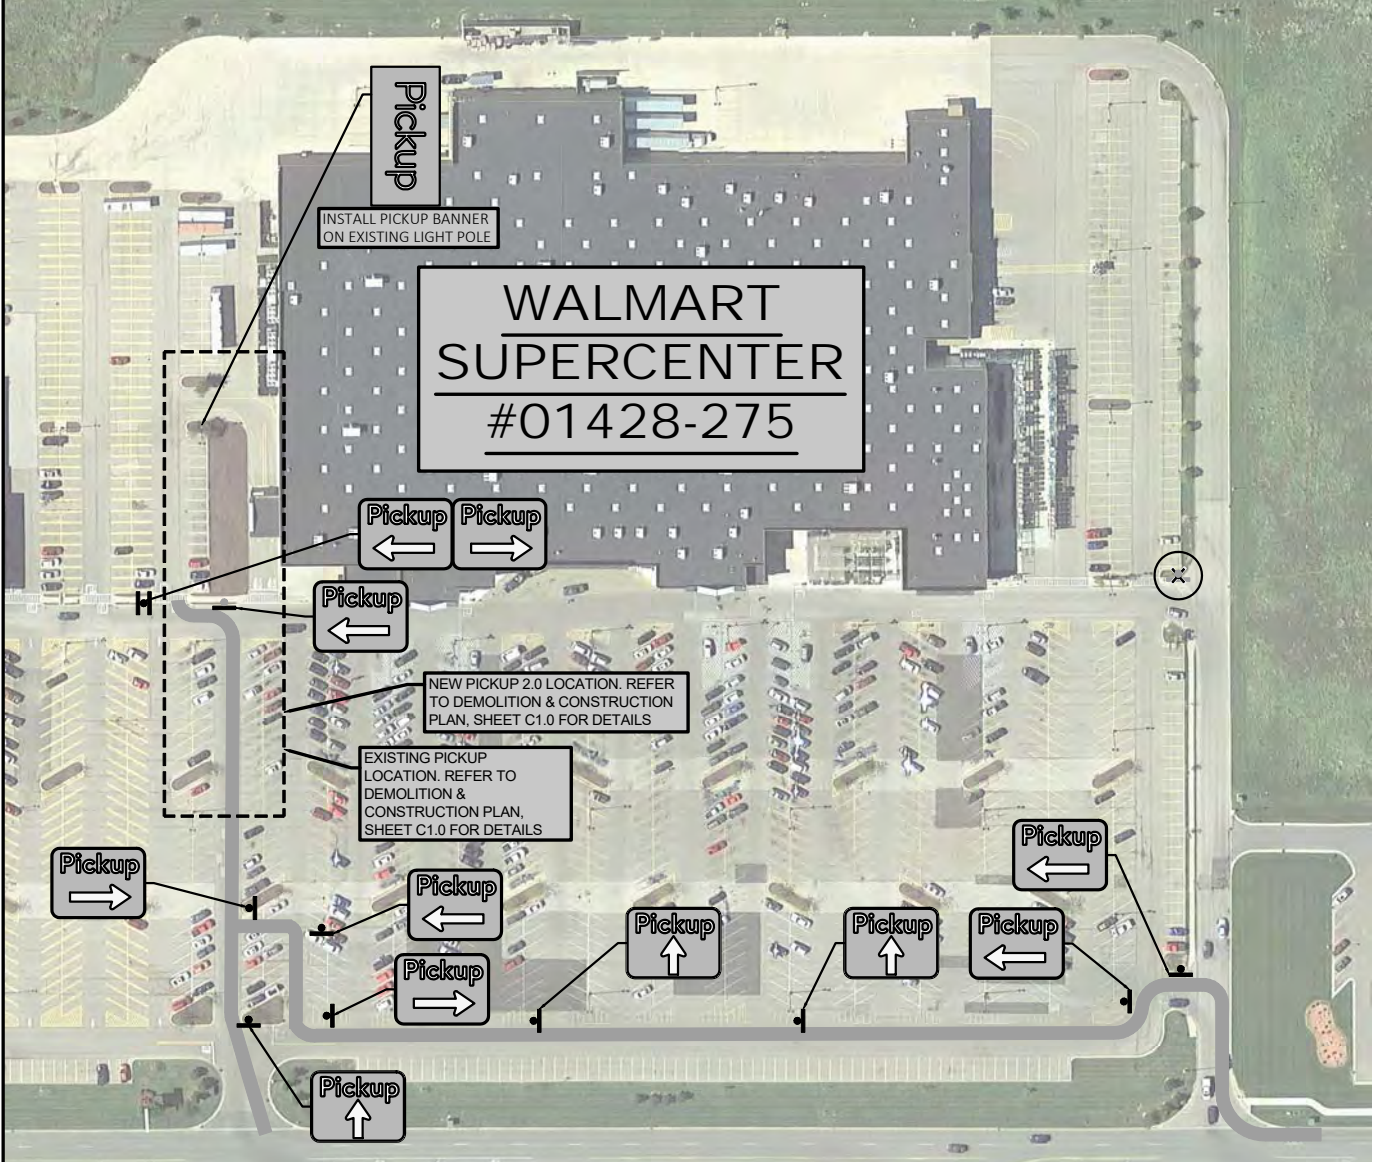 Pickup
INSTALL PICKUP BANNER
ON EXISTING LIGHT POLE
WALMART
SUPERCENTER
#01428-275
Pickup
Pickup
Pickup
NEW PICKUP 2.0 LOCATION. REFER
TO DEMOLITION & CONSTRUCTION
PLAN, SHEET C1.0 FOR DETAILS
EXISTING PICKUP
LOCATION. REFER TO
DEMOLITION &
CONSTRUCTION PLAN,
SHEET C1.0 FOR DETAILS
Pickup
Pickup
Pickup
Pickup
Pickup
Pickup
Pickup
Pickup